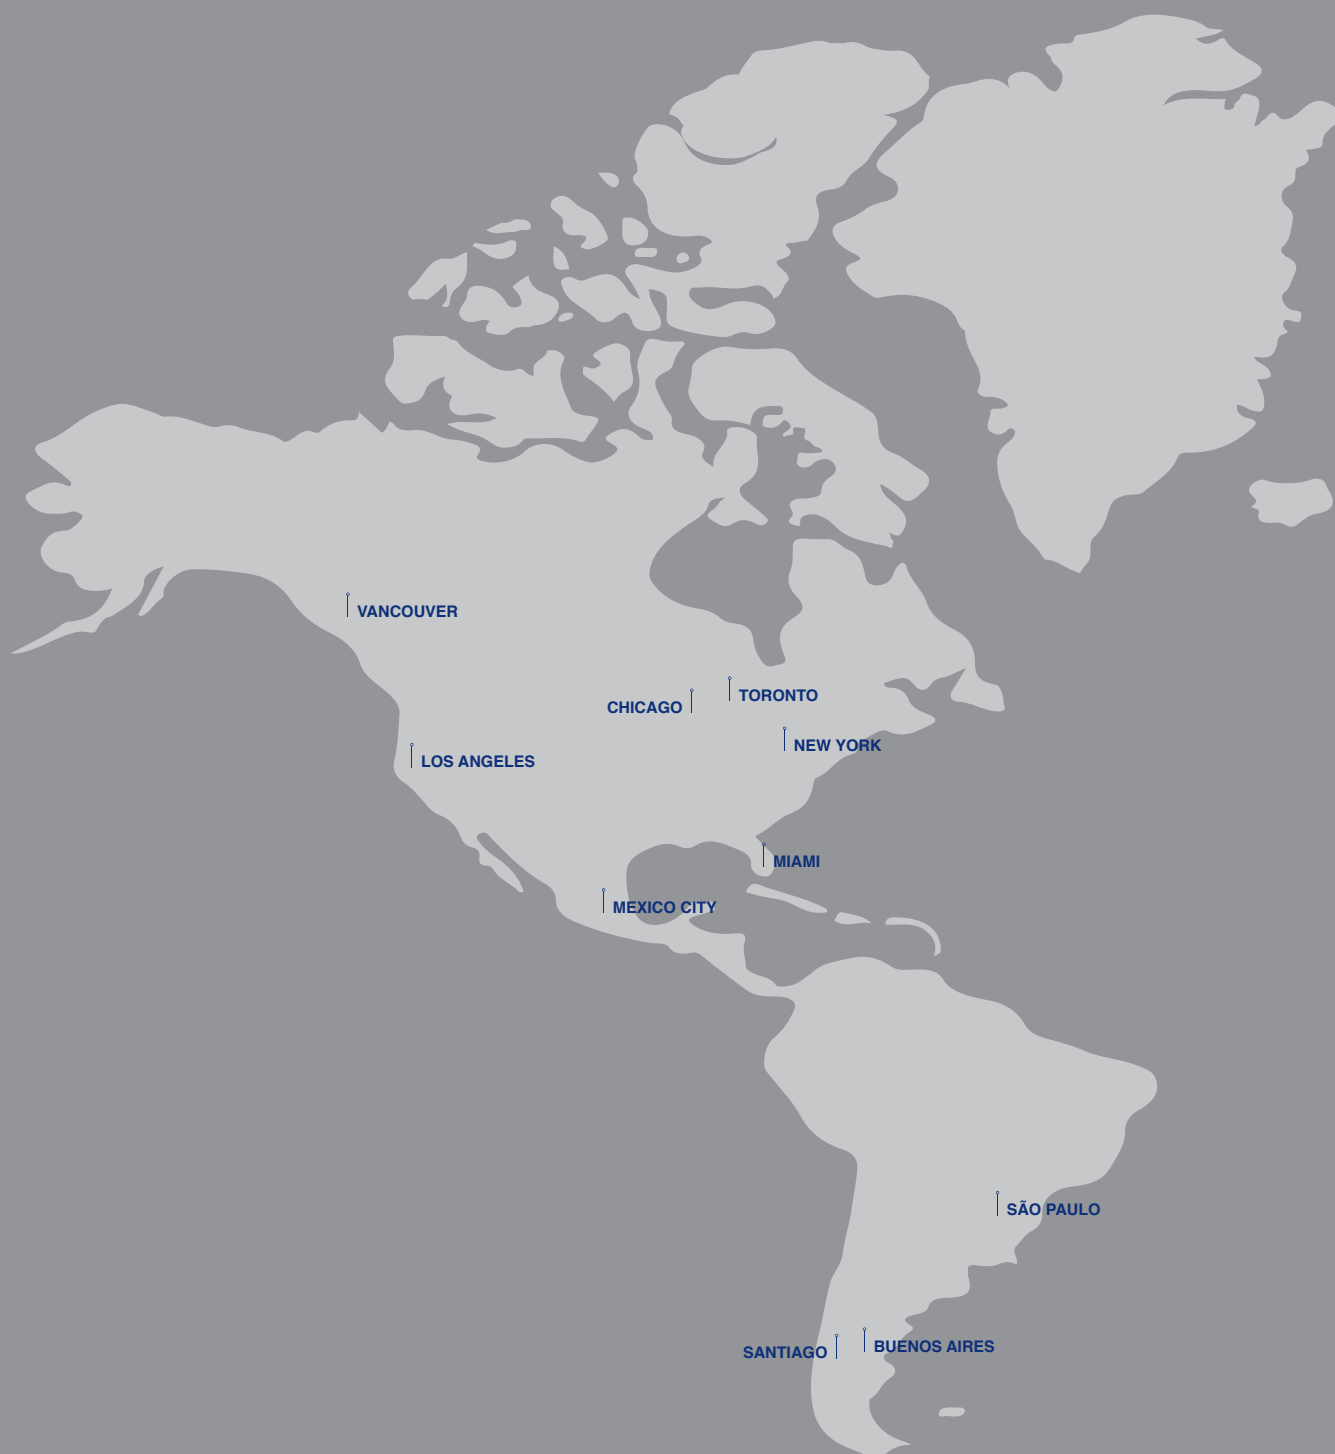 VANCOUVER
TORONTO
CHICAGO
NEW YORK
LOS ANGELES
MIAMI
MEXICO CITY
SÃO PAULO
BUENOS AIRES
SANTIAGO